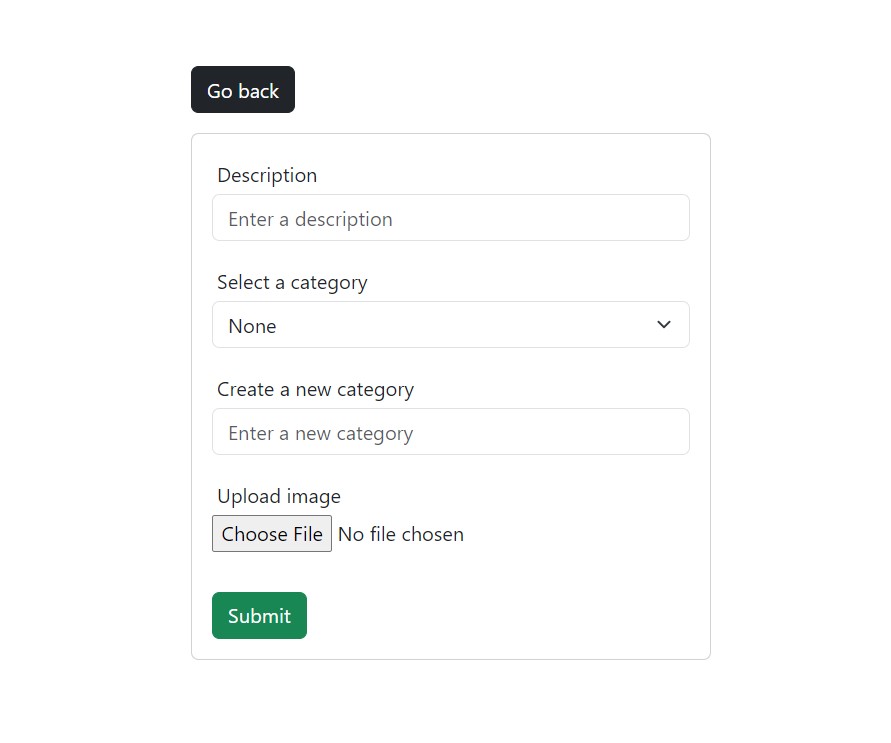 Go back
Description
Enter a description
Select a category
None
Create a new category
Enter a new category
Upload image
Choose File No file chosen
Submit